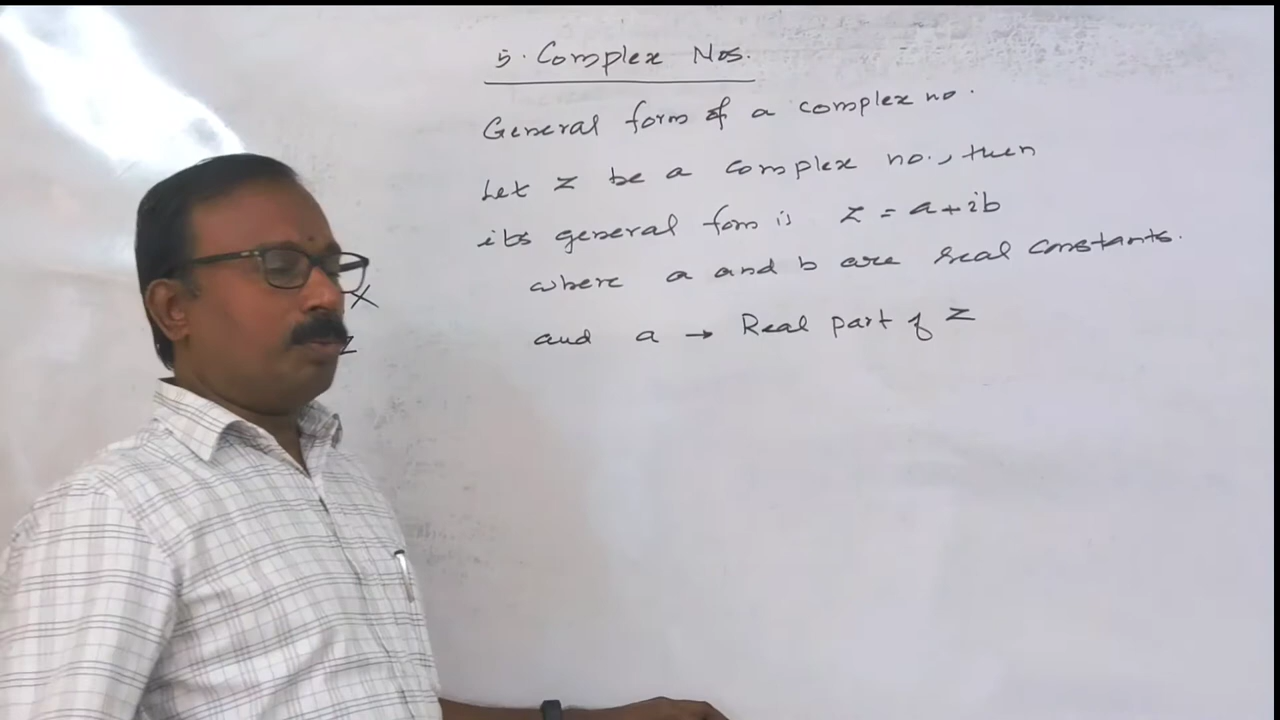 5. Complex Nos.
General form of a complex no.
Let z be a complex no., then
its general form is z = a+ib
where a and b are real constants.
and a → Real part of z
x
z